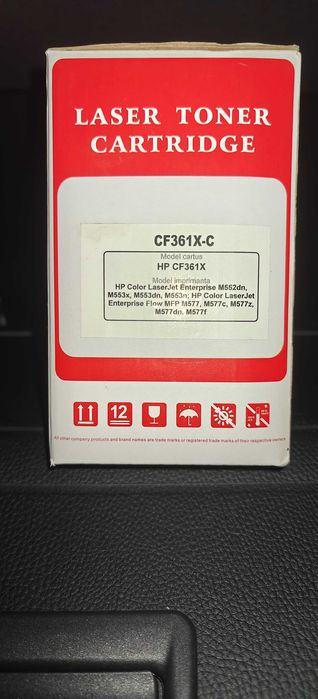 LASER TONER
CARTRIDGE
CF361X-C
Model cartus
HP CF361X
Model imprimanta
HP Color LaserJet Enterprise M552dn,
M553x, M553dn, M553n; HP Color LaserJet
Enterprise Flow MFP M577, M577c, M577z,
M577dn, M577f
12
All other company products and brand names are trade marks or registered trade marks of their respective owners